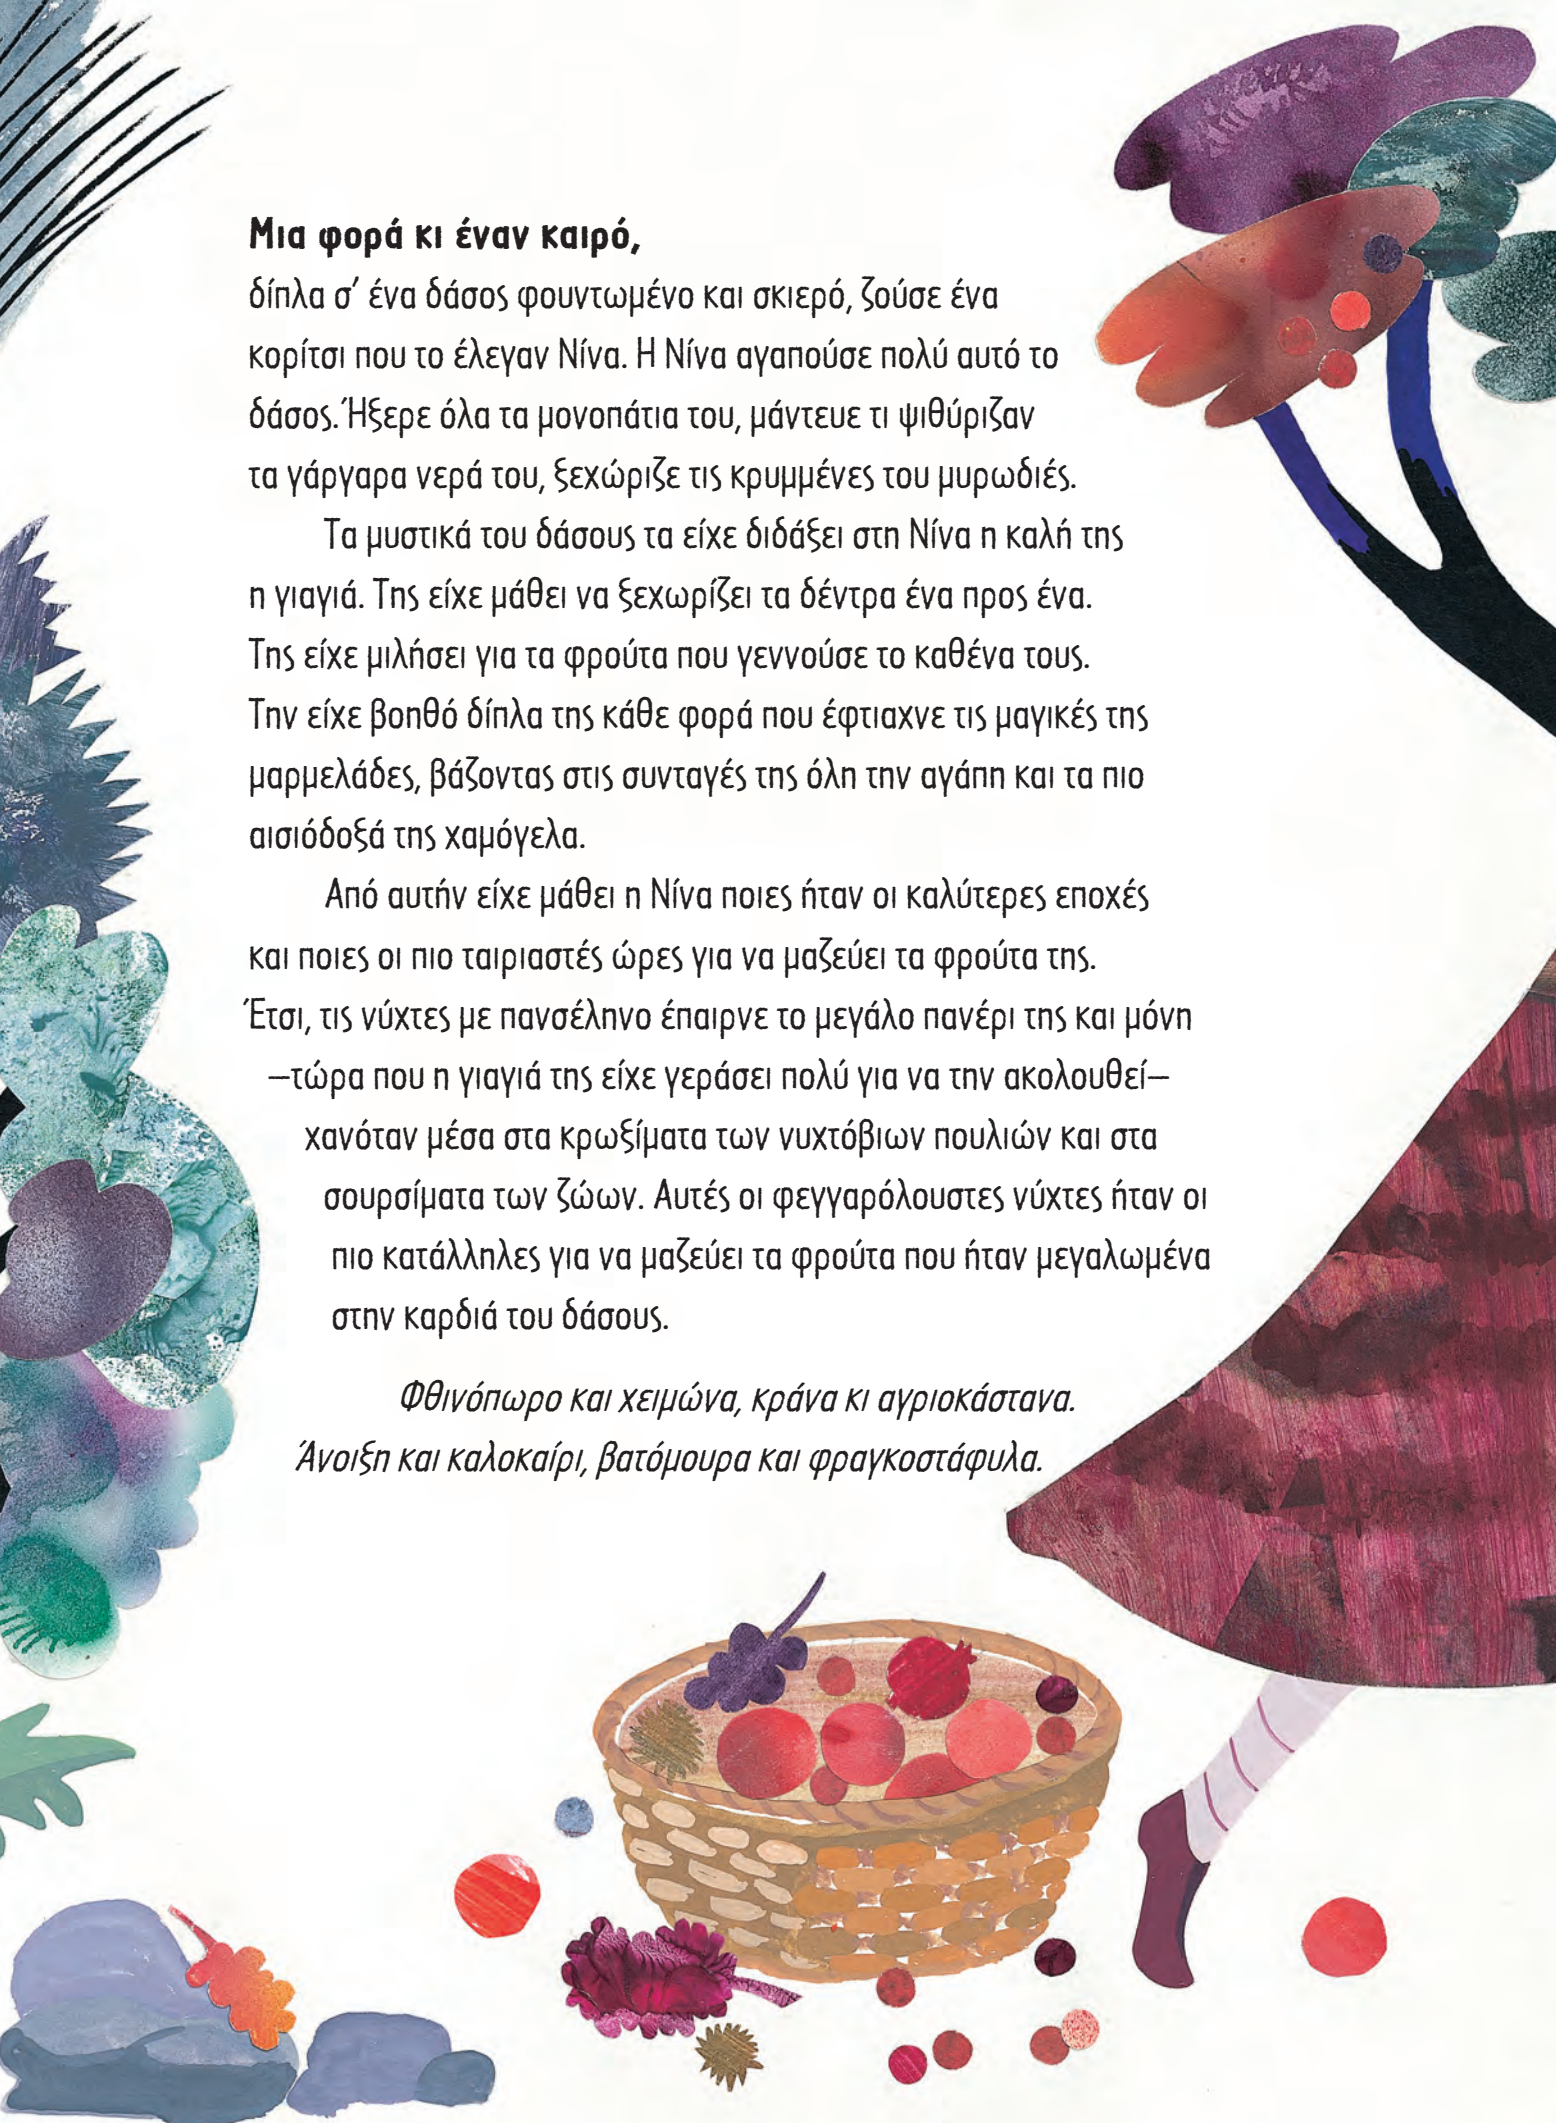 Μια φορά κι έναν καιρό,
δίπλα σ’ ένα δάσος φουντωμένο και σκιερό, ζούσε ένα
κορίτσι που το έλεγαν Νίνα. Η Νίνα αγαπούσε πολύ αυτό το
δάσος. Ήξερε όλα τα μονοπάτια του, μάντευε τι ψιθύριζαν
τα γάργαρα νερά του, ξεχώριζε τις κρυμμένες του μυρωδιές.
Τα μυστικά του δάσους τα είχε διδάξει στη Νίνα η καλή της
η γιαγιά. Της είχε μάθει να ξεχωρίζει τα δέντρα ένα προς ένα.
Της είχε μιλήσει για τα φρούτα που γεννούσε το καθένα τους.
Την είχε βοηθό δίπλα της κάθε φορά που έφτιαχνε τις μαγικές της
μαρμελάδες, βάζοντας στις συνταγές της όλη την αγάπη και τα πιο
αισιόδοξά της χαμόγελα.
Από αυτήν είχε μάθει η Νίνα ποιες ήταν οι καλύτερες εποχές
και ποιες οι πιο ταιριαστές ώρες για να μαζεύει τα φρούτα της.
Έτσι, τις νύχτες με πανσέληνο έπαιρνε το μεγάλο πανέρι της και μόνη
–τώρα που η γιαγιά της είχε γεράσει πολύ για να την ακολουθεί–
χανόταν μέσα στα κρωξίματα των νυχτόβιων πουλιών και στα
σουρσίματα των ζώων. Αυτές οι φεγγαρόλουστες νύχτες ήταν οι
πιο κατάλληλες για να μαζεύει τα φρούτα που ήταν μεγαλωμένα
στην καρδιά του δάσους.
Φθινόπωρο και χειμώνα, κράνα κι αγριοκάστανα.
Άνοιξη και καλοκαίρι, βατόμουρα και φραγκοστάφυλα.